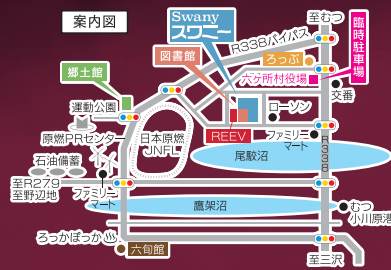 案内図
Swany
スワニー
至むつ
R338バイパス
臨時駐車場
図書館
ろっぷ
郷土館
六ケ所村役場
交番
運動公園
ローソン
原燃PRセンター
日本原燃
JNFL
REEV
ファミリー
マート
石油備蓄
尾駮沼
R338
至R279
至野辺地
ファミリー
マート
鷹架沼
むつ
小川原港
ろっかぽっか
六旬館
至三沢